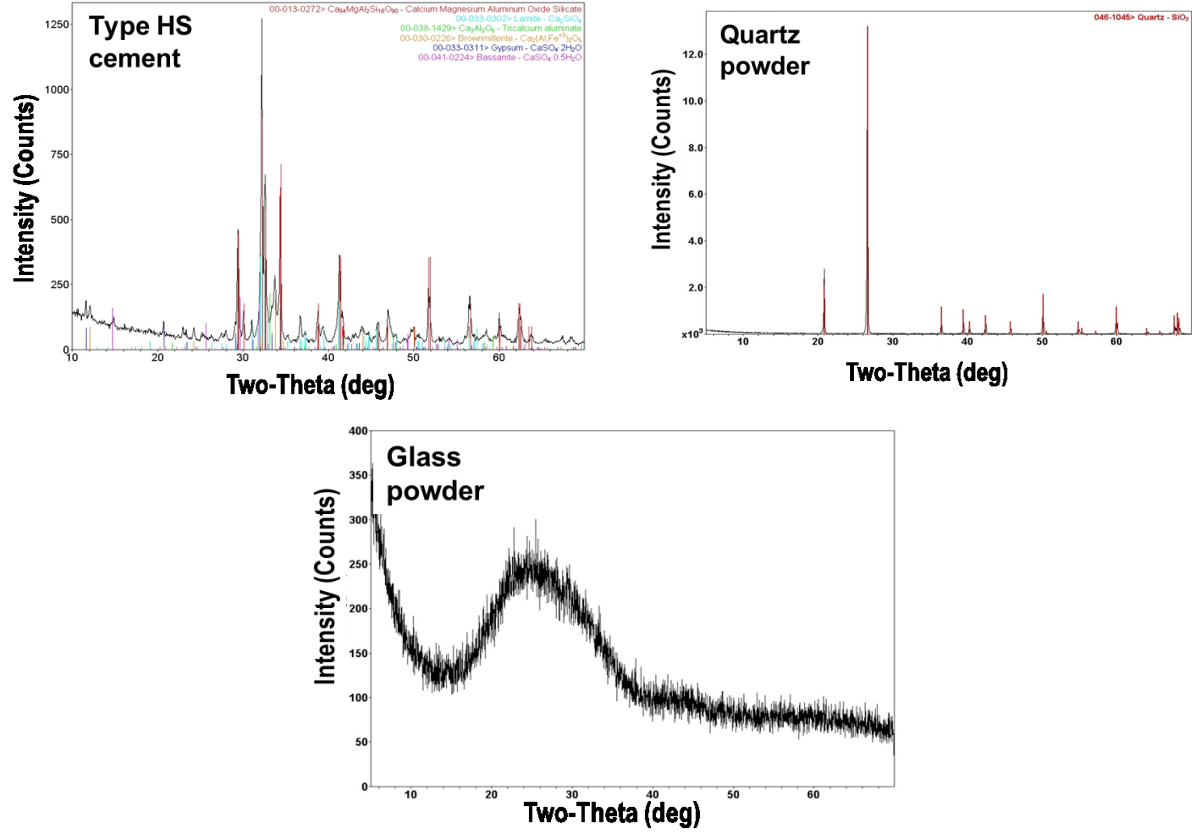 Type HS
cement
00-013-0272> Ca₅₄MgAl₂Si₁₆O₉₀ - Calcium Magnesium Aluminum Oxide Silicate
00-033-0302> Larnite - Ca₂SiO₄
00-038-1429> Ca₃Al₂O₆ - Tricalcium aluminate
00-030-0226> Brownmillerite - Ca₂(Al,Fe⁺³)₂O₅
00-033-0311> Gypsum - CaSO₄·2H₂O
00-041-0224> Bassanite - CaSO₄·0.5H₂O
Intensity (Counts)
1250
1000
750
500
250
0
10 20 30 40 50 60
Two-Theta (deg)
Quartz
powder
046-1045> Quartz - SiO₂
Intensity (Counts)
12.0
10.0
8.0
6.0
4.0
2.0
x10³
20 30 40 50 60
Two-Theta (deg)
Glass
powder
Intensity (Counts)
400
350
300
250
200
150
100
50
0
10 20 30 40 50 60
Two-Theta (deg)